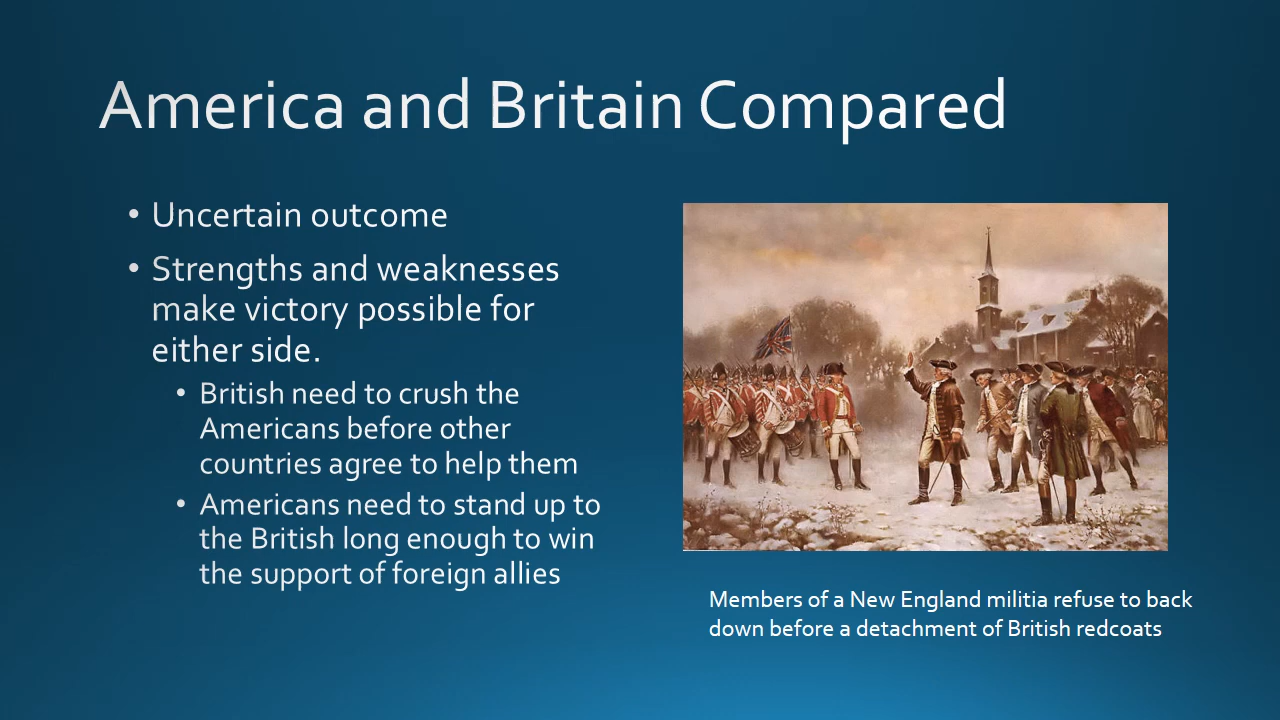 America and Britain Compared
• Uncertain outcome
• Strengths and weaknesses
make victory possible for
either side.
• British need to crush the
Americans before other
countries agree to help them
• Americans need to stand up to
the British long enough to win
the support of foreign allies
Members of a New England militia refuse to back
down before a detachment of British redcoats